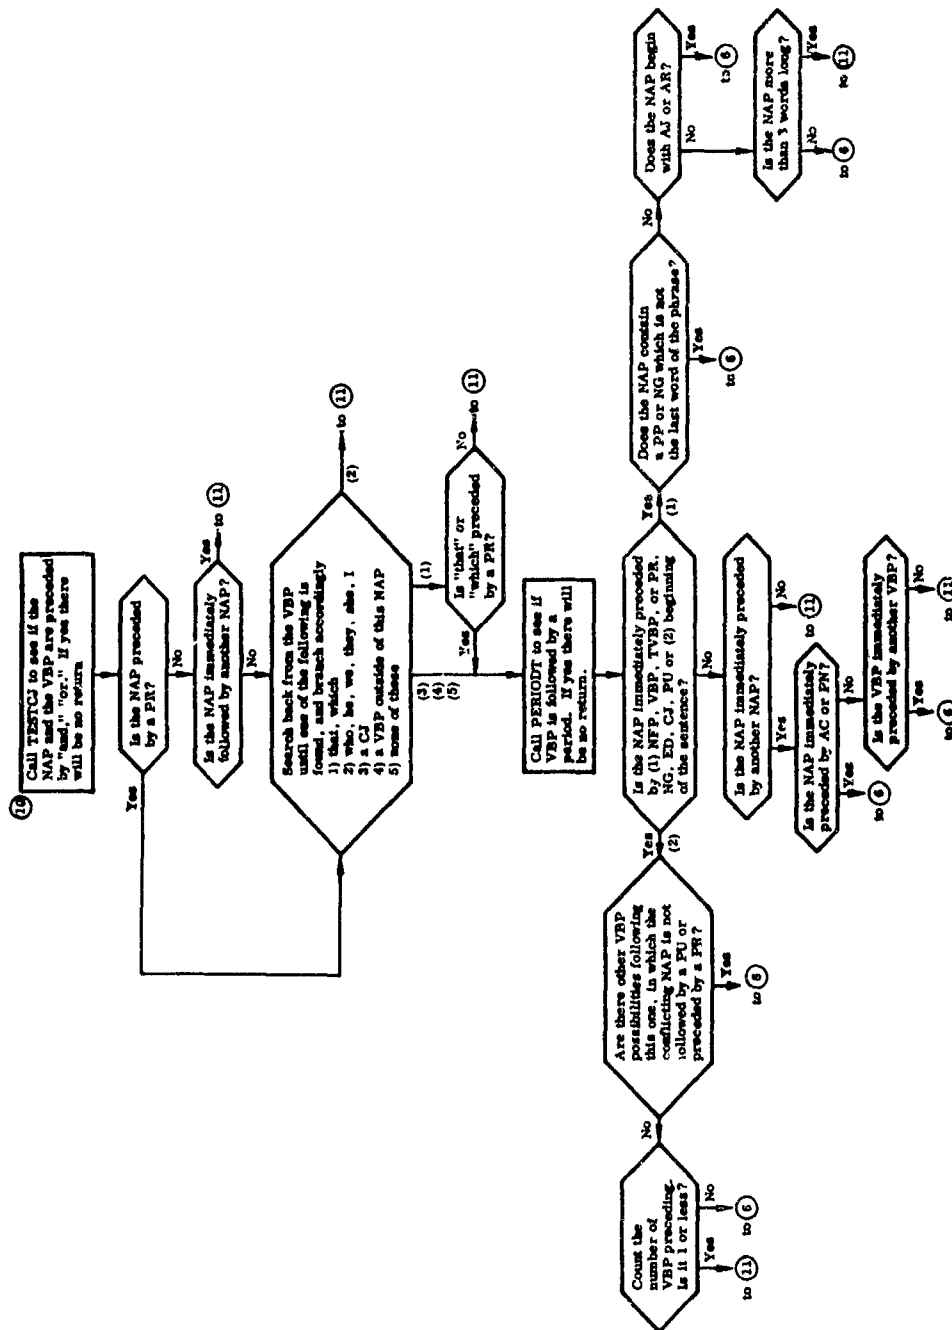 10
Call TESTCJ to see if the
NAP and the VBP are preceded
by "and," "or." If yes there
will be no return
Is the NAP preceded
by a PR?
Yes
No
Is the NAP immediately
followed by another NAP?
Yes
to 11
No
Search back from the VBP
until one of the following is
found, and branch accordingly
1) that, which
2) who, he, we, they, she, I
3) a CJ
4) a VBP outside of this NAP
5) none of these
(2)
to 11
(1)
Is "that" or
"which" preceded
by a PR?
No
to 11
Yes
(3)
(4)
(5)
Call PERIODT to see if
VBP is followed by a
period. If yes there will
be no return.
Is the NAP immediately preceded
by (1) NFP, VBP, TVBP, or PR,
NG, ED, CJ, PU or (2) beginning
of the sentence?
Yes
(1)
Does the NAP contain
a PP or NG which is not
the last word of the phrase?
Yes
to 6
No
Does the NAP begin
with AJ or AR?
Yes
to 6
No
Is the NAP more
than 3 words long?
Yes
to 11
No
to 6
No
Is the NAP immediately preceded
by another NAP?
No
to 11
Yes
Is the NAP immediately
preceded by AC or PN?
Yes
to 6
No
Is the VBP immediately
preceded by another VBP?
No
to 11
Yes
to 6
Yes
(2)
Are there other VBP
possibilities following
this one, in which the
conflicting NAP is not
followed by a PU or
preceded by a PR?
Yes
to 6
No
Count the
number of
VBP preceding.
Is it 1 or less?
No
to 6
Yes
to 11